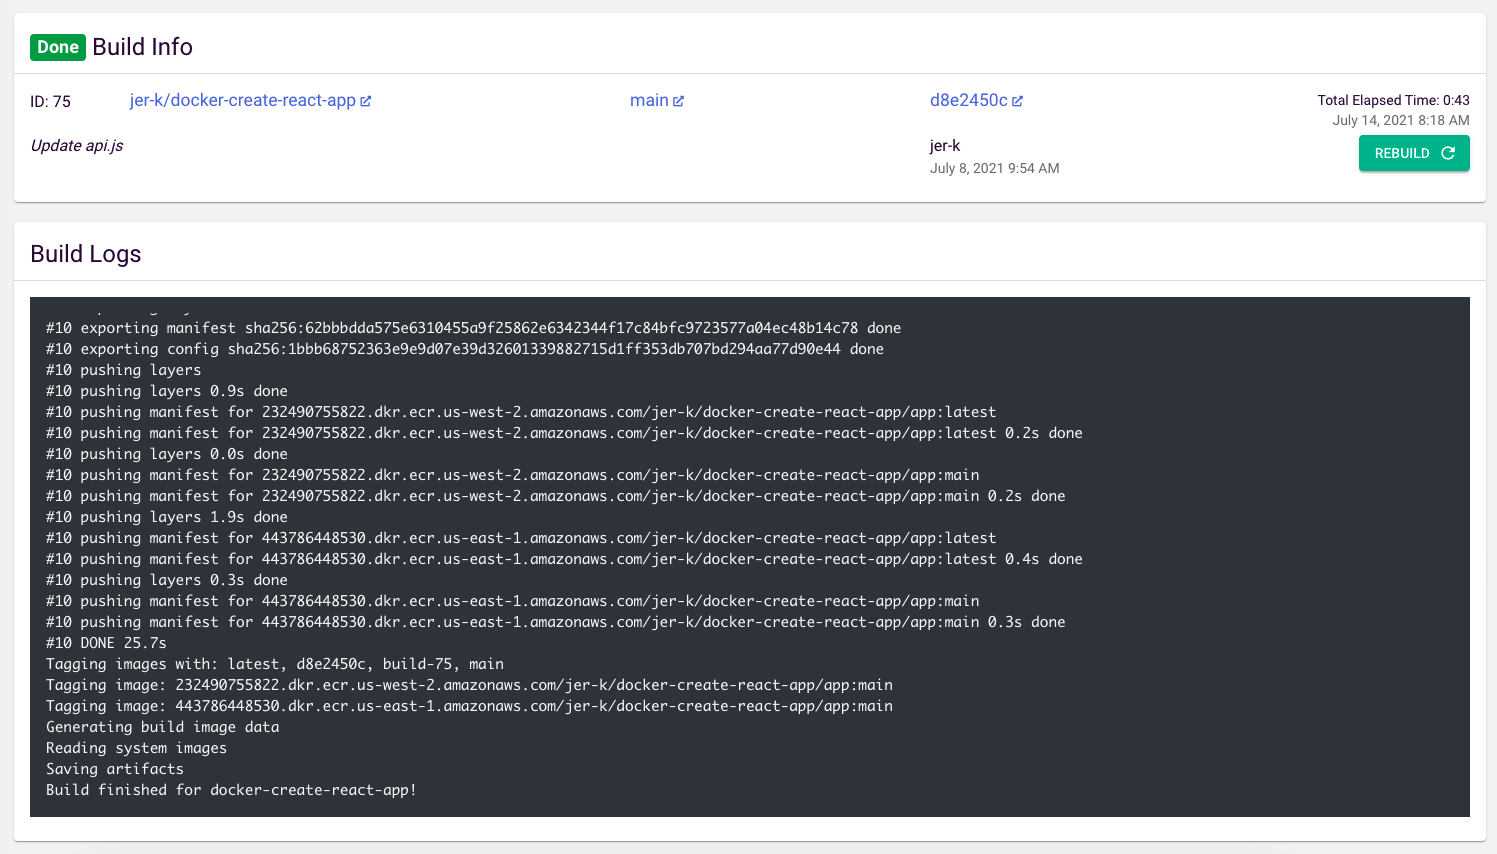 Done Build Info
ID: 75 jer-k/docker-create-react-app main d8e2450c Total Elapsed Time: 0:43
July 14, 2021 8:18 AM
Update api.js jer-k
REBUILD
July 8, 2021 9:54 AM
Build Logs
#10 exporting manifest sha256:62bbbdda575e6310455a9f25862e6342344f17c84bfc9723577a04ec48b14c78 done
#10 exporting config sha256:1bbb68752363e9e9d07e39d32601339882715d1ff353db707bd294aa77d90e44 done
#10 pushing layers
#10 pushing layers 0.9s done
#10 pushing manifest for 232490755822.dkr.ecr.us-west-2.amazonaws.com/jer-k/docker-create-react-app/app:latest
#10 pushing manifest for 232490755822.dkr.ecr.us-west-2.amazonaws.com/jer-k/docker-create-react-app/app:latest 0.2s done
#10 pushing layers 0.0s done
#10 pushing manifest for 232490755822.dkr.ecr.us-west-2.amazonaws.com/jer-k/docker-create-react-app/app:main
#10 pushing manifest for 232490755822.dkr.ecr.us-west-2.amazonaws.com/jer-k/docker-create-react-app/app:main 0.2s done
#10 pushing layers 1.9s done
#10 pushing manifest for 443786448530.dkr.ecr.us-east-1.amazonaws.com/jer-k/docker-create-react-app/app:latest
#10 pushing manifest for 443786448530.dkr.ecr.us-east-1.amazonaws.com/jer-k/docker-create-react-app/app:latest 0.4s done
#10 pushing layers 0.3s done
#10 pushing manifest for 443786448530.dkr.ecr.us-east-1.amazonaws.com/jer-k/docker-create-react-app/app:main
#10 pushing manifest for 443786448530.dkr.ecr.us-east-1.amazonaws.com/jer-k/docker-create-react-app/app:main 0.3s done
#10 DONE 25.7s
Tagging images with: latest, d8e2450c, build-75, main
Tagging image: 232490755822.dkr.ecr.us-west-2.amazonaws.com/jer-k/docker-create-react-app/app:main
Tagging image: 443786448530.dkr.ecr.us-east-1.amazonaws.com/jer-k/docker-create-react-app/app:main
Generating build image data
Reading system images
Saving artifacts
Build finished for docker-create-react-app!